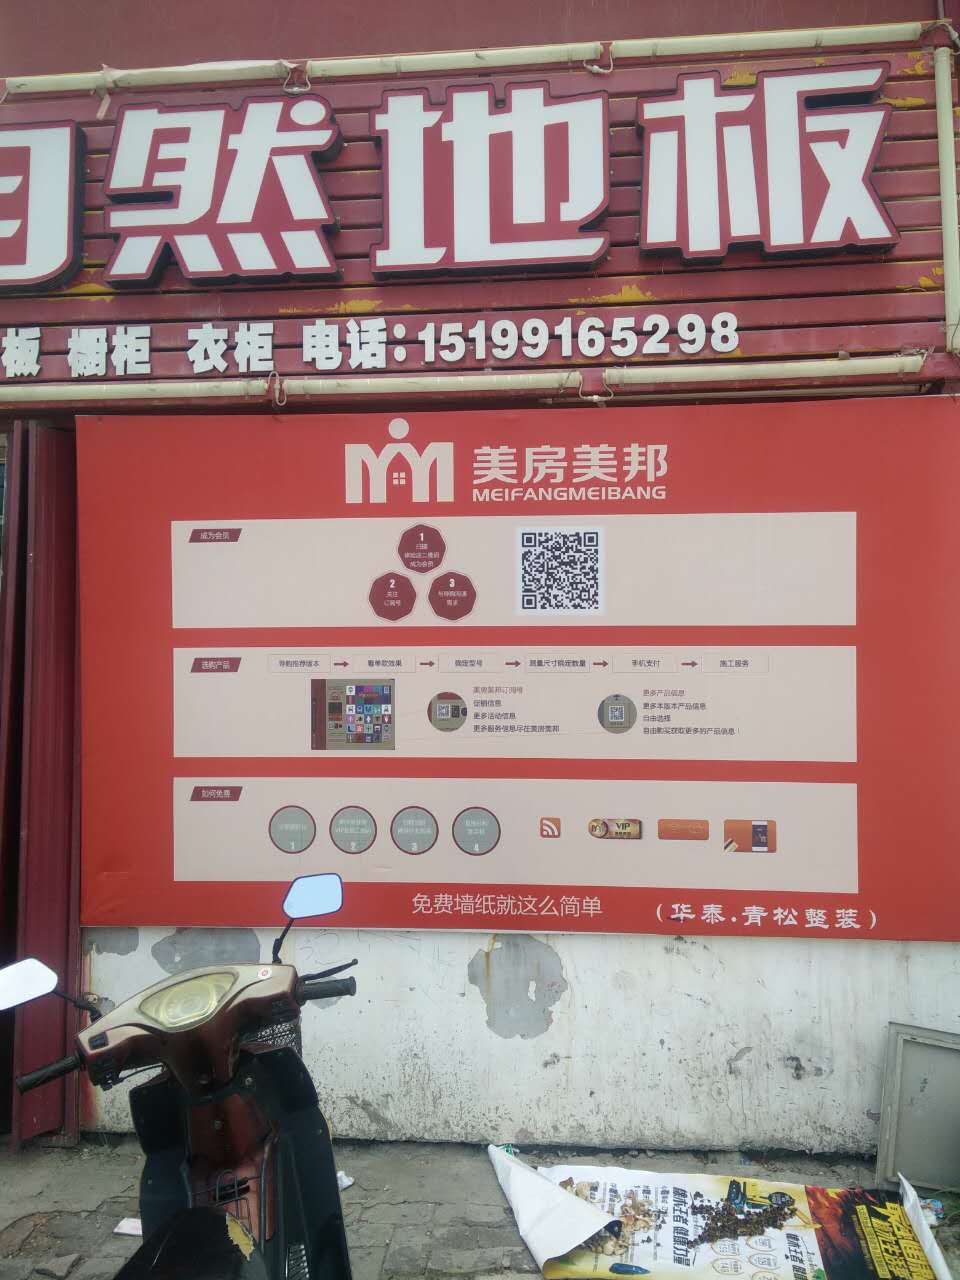 自然地板
板 橱柜 衣柜 电话:15199165298
美房美邦
MEIFANGMEIBANG
成为会员
1
扫描
体验店二维码
成为会员
2
关注
订阅号
3
与导购沟通
需求
选购产品
导购推荐版本
看单款效果
确定型号
测量尺寸确定数量
手机支付
施工服务
美房美邦订阅号
促销信息
更多活动信息
更多服务信息尽在美房美邦
更多产品信息
更多本版本产品信息
自由选择
自由购买获取更多的产品信息!
如何免费
1
2
3
4
VIP
免费墙纸就这么简单
(华泰.青松整装)